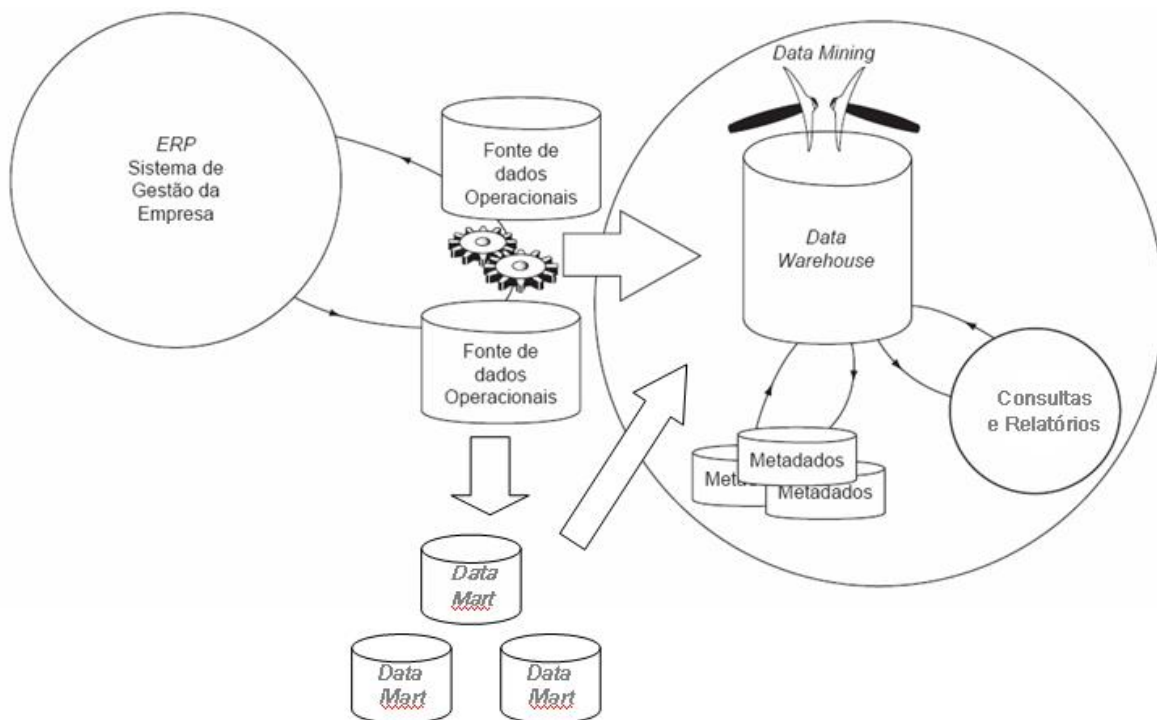 Data Mining
ERP
Sistema de
Gestão da
Empresa
Fonte de
dados
Operacionais
Data
Warehouse
Fonte de
dados
Operacionais
Consultas
e Relatórios
Metadados
Metad
Metadados
Data
Mart
Data
Mart
Data
Mart